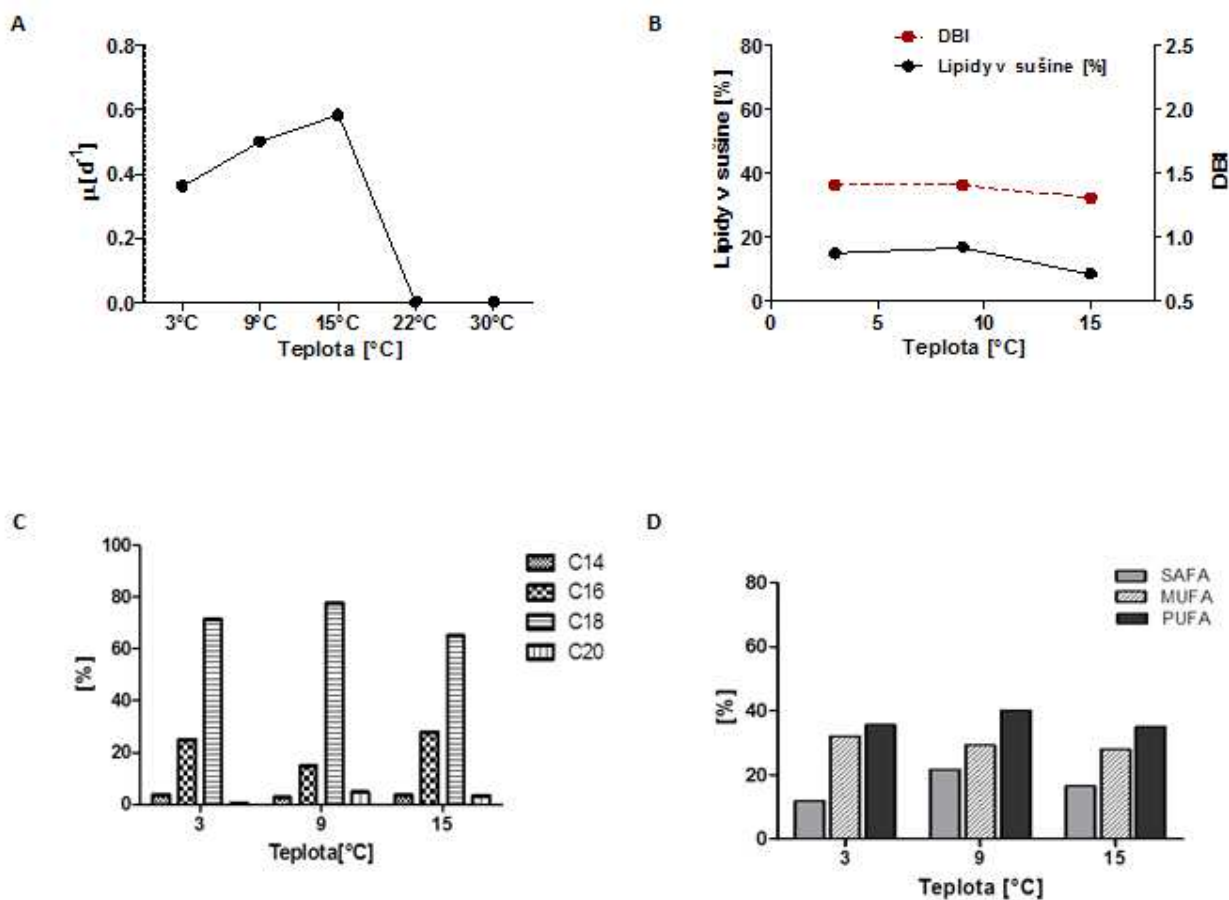 A
0.8
0.6
0.4
0.2
0.0
μ[d⁻¹]
3°C 9°C 15°C 22°C 30°C
Teplota [°C]
B
DBI
Lipidy v sušine [%]
80
60
40
20
0
Lipidy v sušine [%]
2.5
2.0
1.5
1.0
0.5
DBI
0 5 10 15
Teplota [°C]
C
100
80
60
40
20
0
[%]
C14
C16
C18
C20
3 9 15
Teplota[°C]
D
SAFA
MUFA
PUFA
80
60
40
20
0
[%]
3 9 15
Teplota [°C]